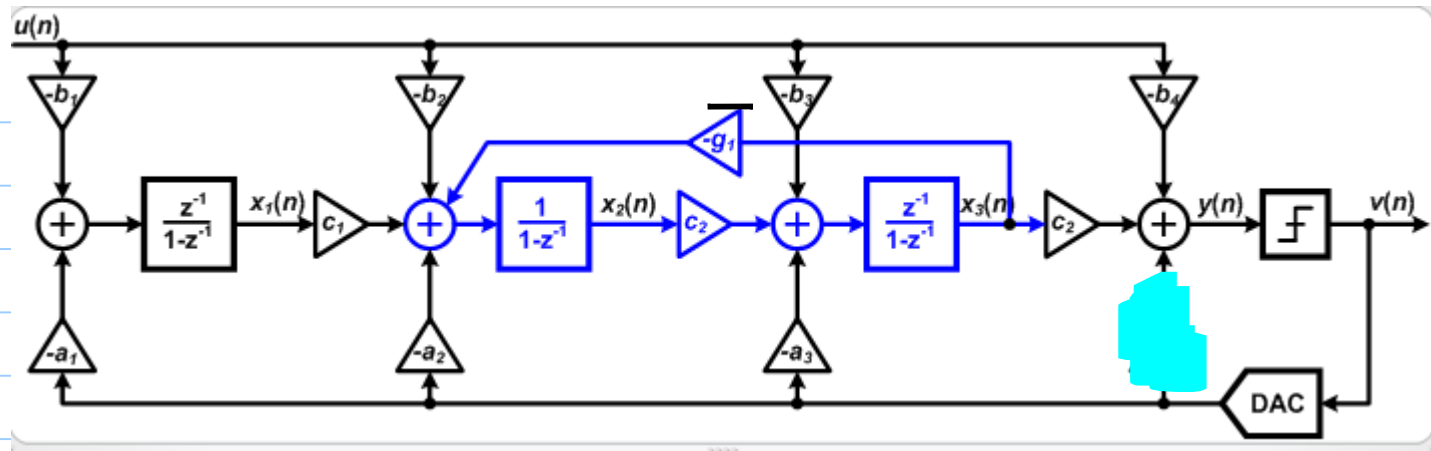 u(n)
-b₁ -b₂ -b₃ -b₄
-g₁
z⁻¹ x₁(n) 1 x₂(n) z⁻¹ x₃(n) y(n) v(n)
+ c₁ + c₂ + c₂ +
1-z⁻¹ 1-z⁻¹ 1-z⁻¹
-a₁ -a₂ -a₃
DAC